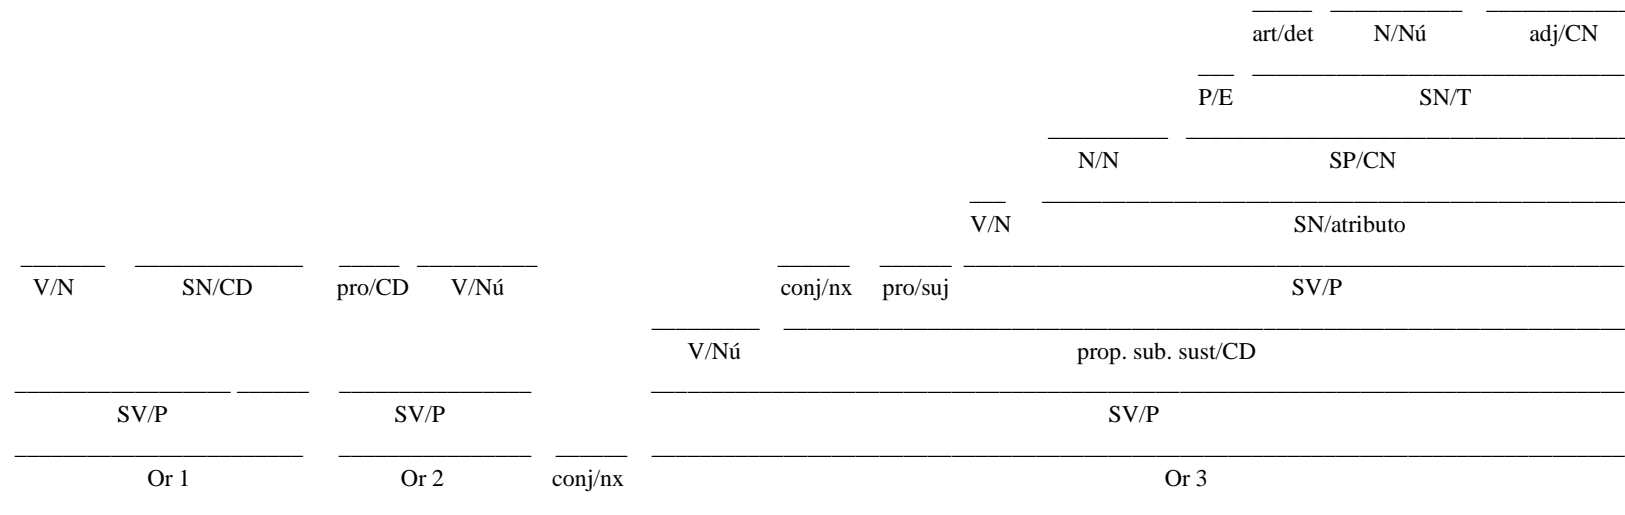 art/det N/Nú adj/CN
P/E SN/T
N/N SP/CN
V/N SN/atributo
V/N SN/CD pro/CD V/Nú conj/nx pro/suj SV/P
V/Nú prop. sub. sust/CD
SV/P SV/P SV/P
Or 1 Or 2 conj/nx Or 3